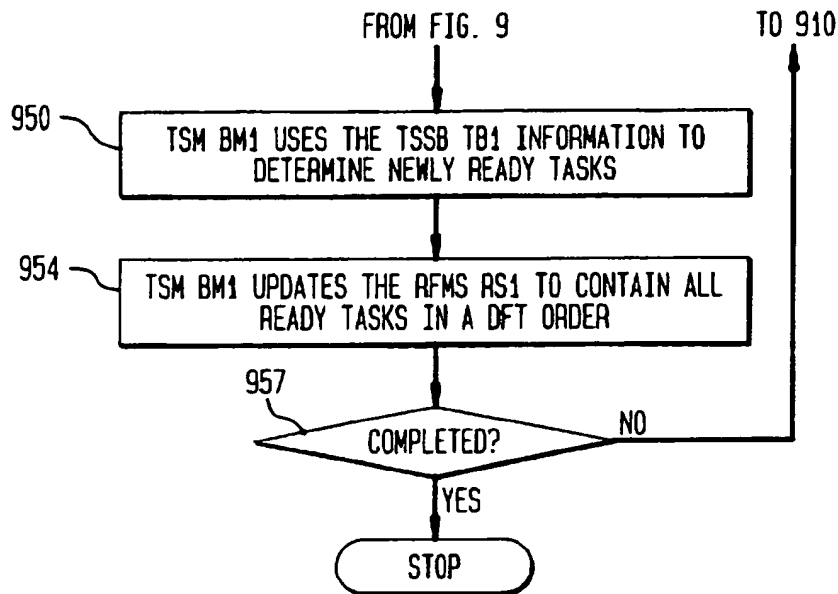 FROM FIG. 9
TO 910
950
TSM BM1 USES THE TSSB TB1 INFORMATION TO
DETERMINE NEWLY READY TASKS
954
TSM BM1 UPDATES THE RFMS RS1 TO CONTAIN ALL
READY TASKS IN A DFT ORDER
957
COMPLETED?
NO
YES
STOP